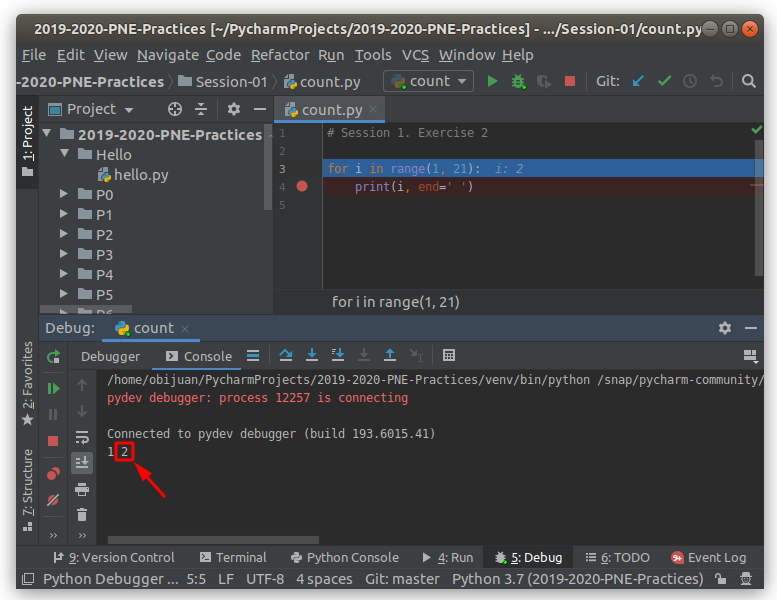 2019-2020-PNE-Practices [~/PycharmProjects/2019-2020-PNE-Practices] - .../Session-01/count.py
File Edit View Navigate Code Refactor Run Tools VCS Window Help
-2020-PNE-Practices Session-01 count.py count Git:
1: Project
Project
count.py
2019-2020-PNE-Practices
Hello
hello.py
P0
P1
P2
P3
P4
P5
1 # Session 1. Exercise 2
2
3 for i in range(1, 21): i: 2
4 print(i, end=' ')
5
for i in range(1, 21)
Debug: count
Debugger Console
2: Favorites
7: Structure
/home/obijuan/PycharmProjects/2019-2020-PNE-Practices/venv/bin/python /snap/pycharm-community/
pydev debugger: process 12257 is connecting
Connected to pydev debugger (build 193.6015.41)
1 2
9: Version Control Terminal Python Console 4: Run 5: Debug 6: TODO 9+ Event Log
Python Debugger ... 5:5 LF UTF-8 4 spaces Git: master Python 3.7 (2019-2020-PNE-Practices)